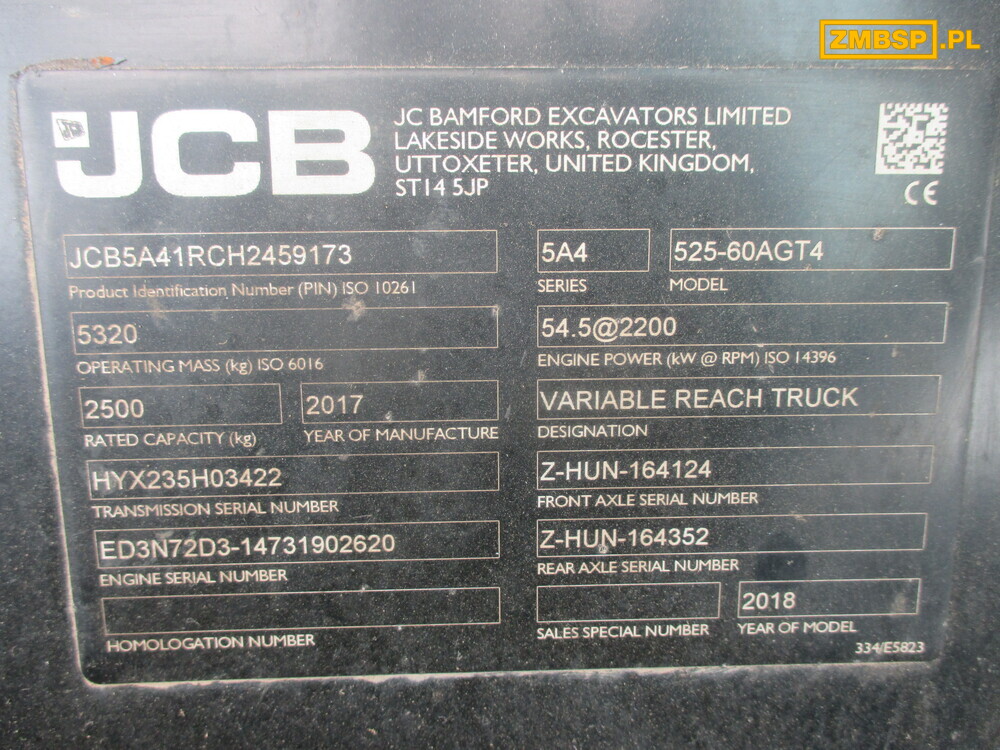 ZMBSP.PL
JCB
JC BAMFORD EXCAVATORS LIMITED
LAKESIDE WORKS, ROCESTER,
UTTOXETER, UNITED KINGDOM,
ST14 5JP
CE
JCB5A41RCH2459173
Product Identification Number (PIN) ISO 10261
5A4
SERIES
525-60AGT4
MODEL
5320
OPERATING MASS (kg) ISO 6016
54.5@2200
ENGINE POWER (kW @ RPM) ISO 14396
2500
RATED CAPACITY (kg)
2017
YEAR OF MANUFACTURE
VARIABLE REACH TRUCK
DESIGNATION
HYX235H03422
TRANSMISSION SERIAL NUMBER
Z-HUN-164124
FRONT AXLE SERIAL NUMBER
ED3N72D3-14731902620
ENGINE SERIAL NUMBER
Z-HUN-164352
REAR AXLE SERIAL NUMBER
HOMOLOGATION NUMBER
SALES SPECIAL NUMBER
2018
YEAR OF MODEL
334/E5823